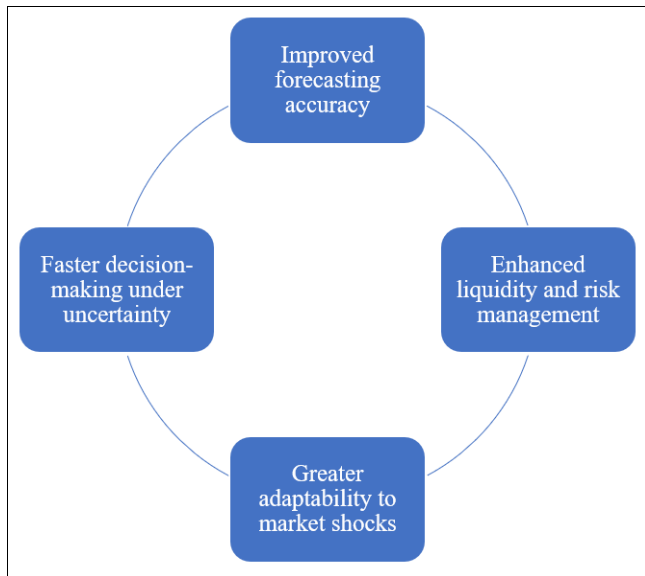 Improved
forecasting
accuracy
Faster decision-
making under
uncertainty
Enhanced
liquidity and risk
management
Greater
adaptability to
market shocks